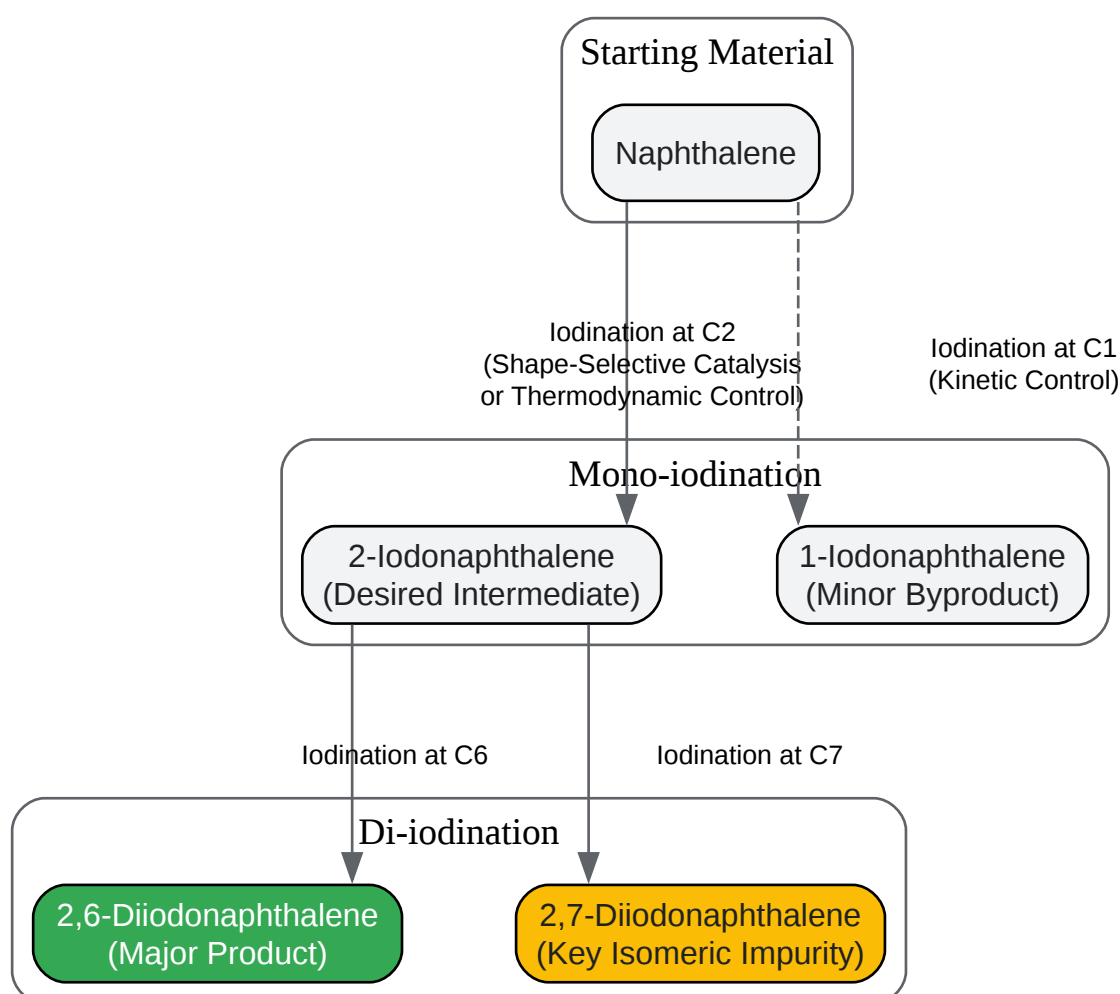 Starting Material
Naphthalene
Iodination at C2
(Shape-Selective Catalysis
or Thermodynamic Control)
Iodination at C1
(Kinetic Control)
Mono-iodination
2-Iodonaphthalene
(Desired Intermediate)
1-Iodonaphthalene
(Minor Byproduct)
Iodination at C6
Iodination at C7
Di-iodination
2,6-Diiodonaphthalene
(Major Product)
2,7-Diiodonaphthalene
(Key Isomeric Impurity)